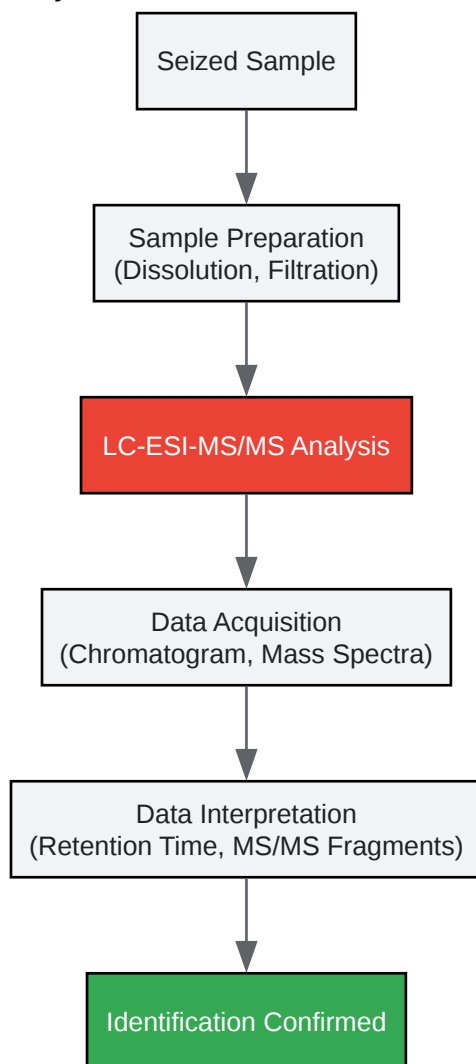 Seized Sample
Sample Preparation
(Dissolution, Filtration)
LC-ESI-MS/MS Analysis
Data Acquisition
(Chromatogram, Mass Spectra)
Data Interpretation
(Retention Time, MS/MS Fragments)
Identification Confirmed